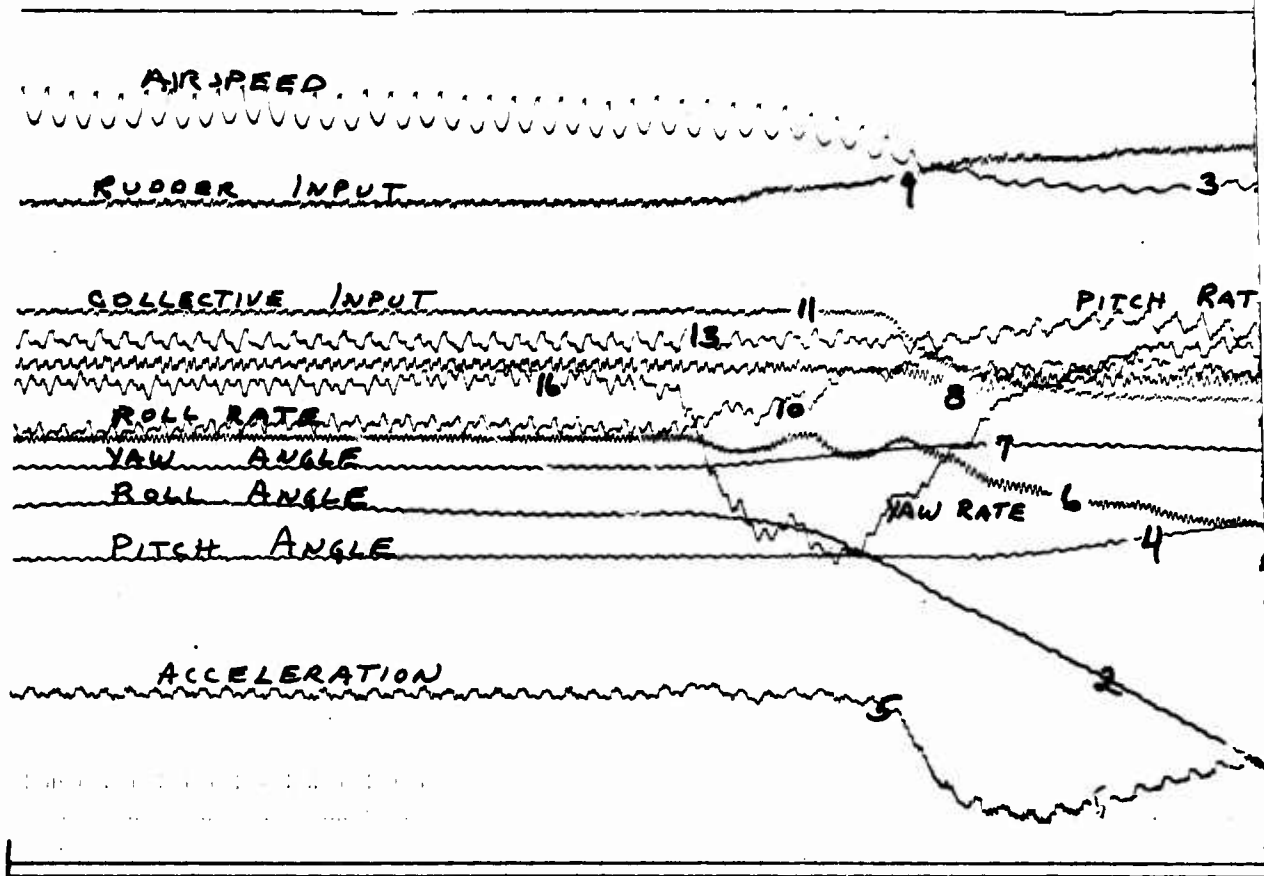 AIRSPEED
RUDDER INPUT
9
3
COLLECTIVE INPUT
11
PITCH RAT
13
16
10
8
ROLL RATE
7
YAW ANGLE
ROLL ANGLE
YAW RATE
6
PITCH ANGLE
4
ACCELERATION
2
5
5